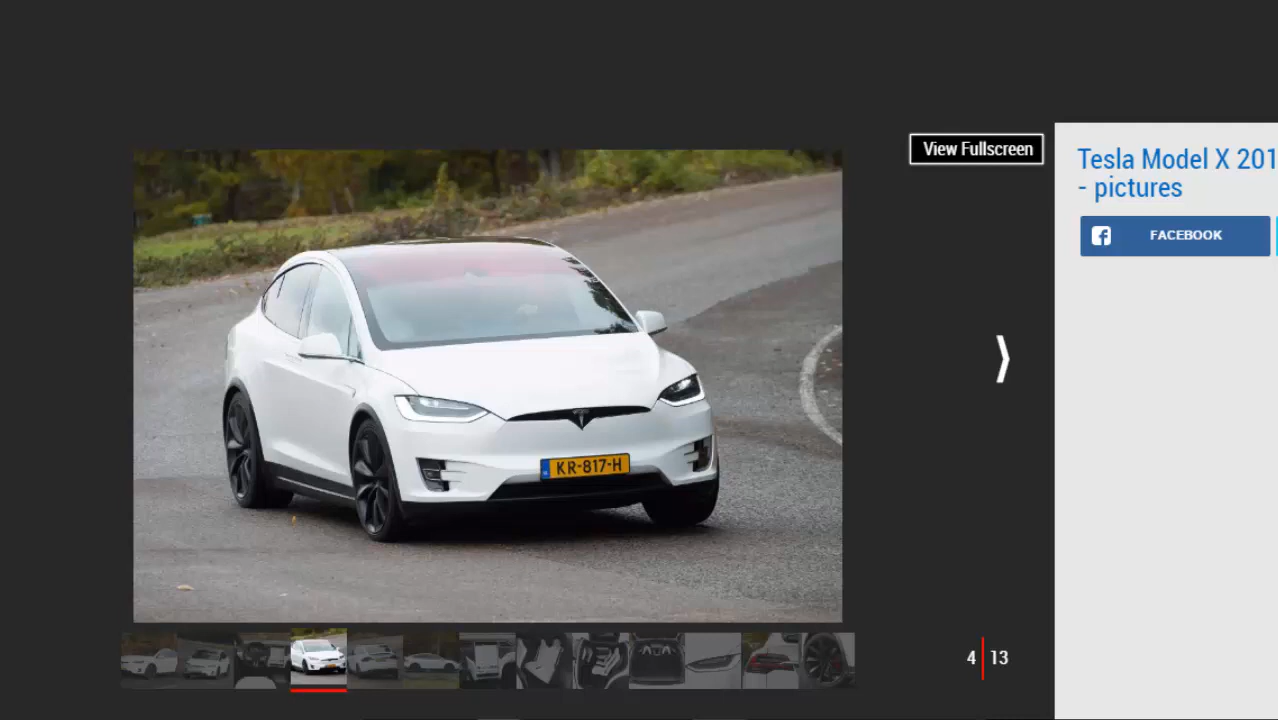 View Fullscreen
Tesla Model X 201
- pictures
FACEBOOK
KR-817-H
4 13